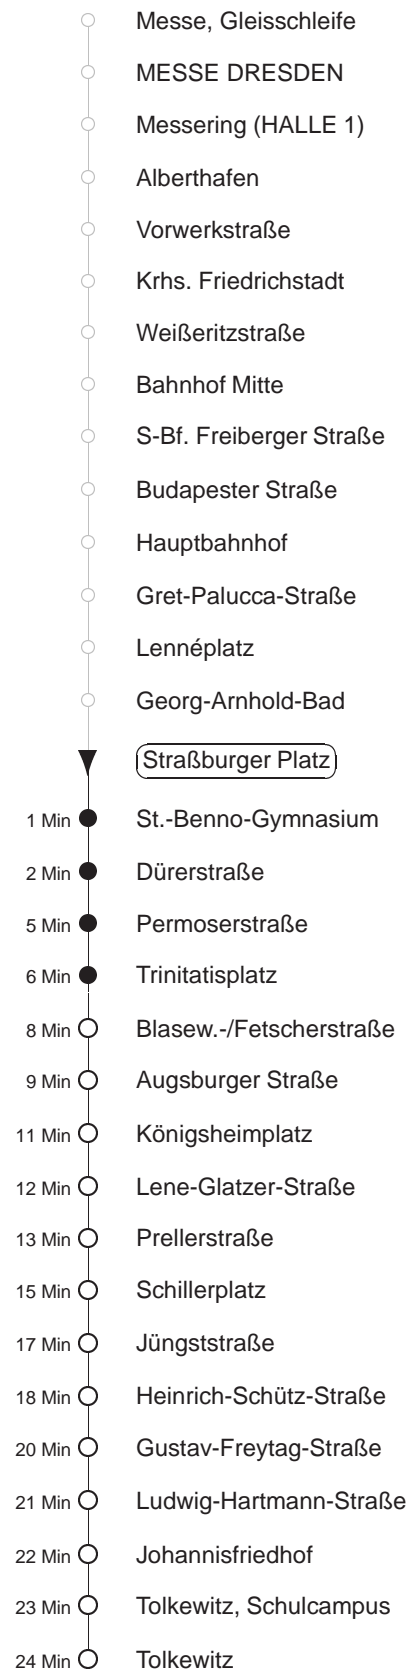 Messe, Gleisschleife
MESSE DRESDEN
Messering (HALLE 1)
Alberthafen
Vorwerkstraße
Krhs. Friedrichstadt
Weißeritzstraße
Bahnhof Mitte
S-Bf. Freiberger Straße
Budapester Straße
Hauptbahnhof
Gret-Palucca-Straße
Lennéplatz
Georg-Arnhold-Bad
Straßburger Platz
1 Min St.-Benno-Gymnasium
2 Min Dürerstraße
5 Min Permoserstraße
6 Min Trinitatisplatz
8 Min Blasew.-/Fetscherstraße
9 Min Augsburger Straße
11 Min Königsheimplatz
12 Min Lene-Glatzer-Straße
13 Min Prellerstraße
15 Min Schillerplatz
17 Min Jüngststraße
18 Min Heinrich-Schütz-Straße
20 Min Gustav-Freytag-Straße
21 Min Ludwig-Hartmann-Straße
22 Min Johannisfriedhof
23 Min Tolkewitz, Schulcampus
24 Min Tolkewitz